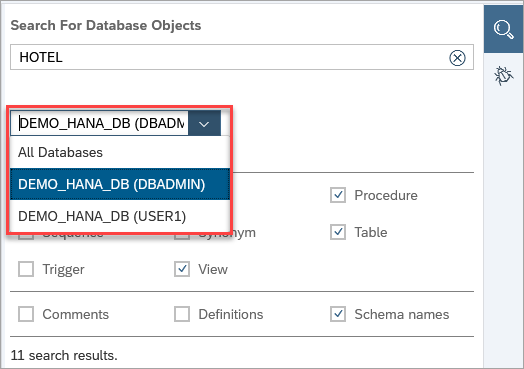 Search For Database Objects
HOTEL
DEMO_HANA_DB (DBADM
All Databases
DEMO_HANA_DB (DBADMIN)
Procedure
DEMO_HANA_DB (USER1)
Sequence Synonym Table
Trigger View
Comments Definitions Schema names
11 search results.